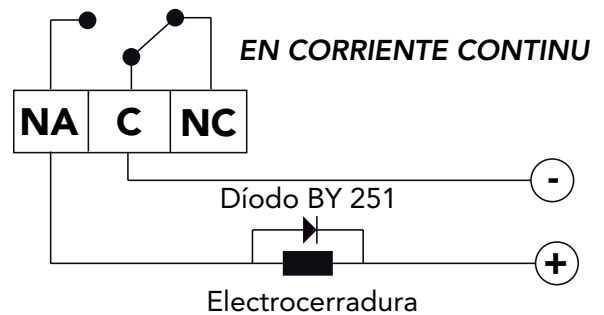 EN CORRIENTE CONTINU
NA C NC
-
Díodo BY 251
+
Electrocerradura